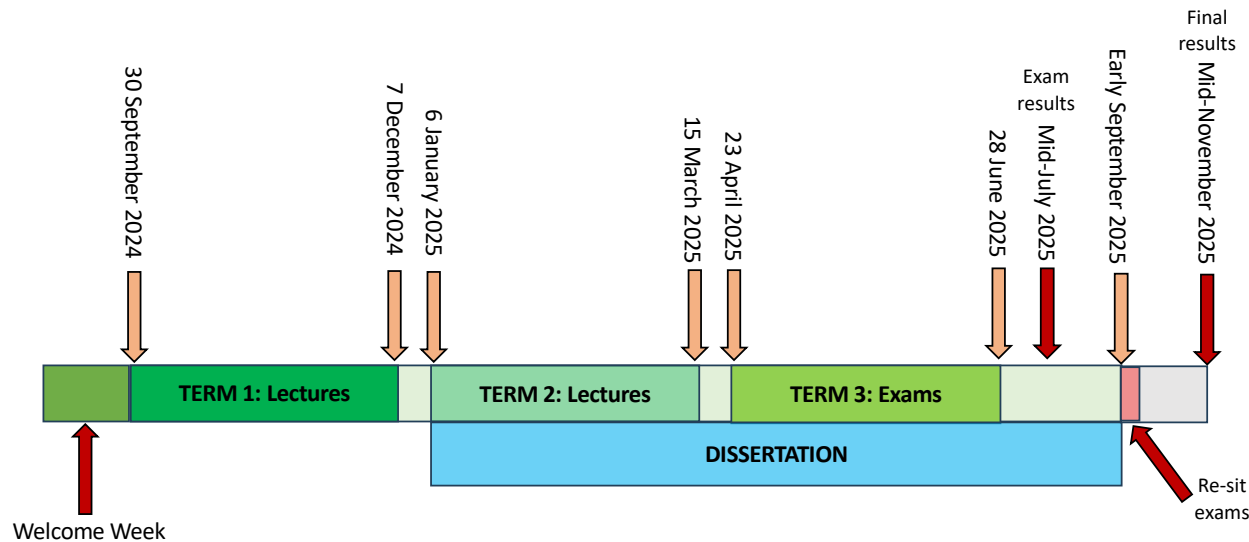 30 September 2024
7 December 2024
6 January 2025
15 March 2025
23 April 2025
28 June 2025
Exam
results
Mid-July 2025
Early September 2025
Final
results
Mid-November 2025
TERM 1: Lectures
TERM 2: Lectures
TERM 3: Exams
DISSERTATION
Welcome Week
Re-sit
exams